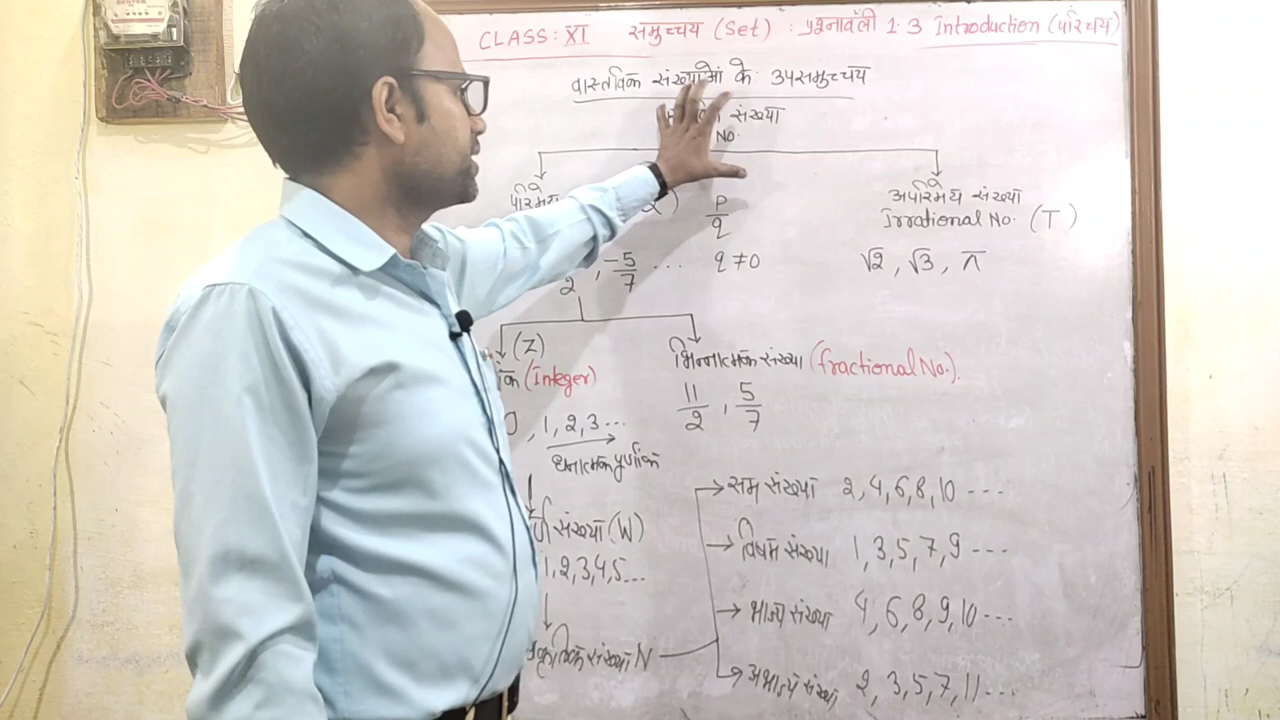 CLASS: XI समुच्चय (Set) : प्रश्नावली 1.3 Introduction (परिचय)
वास्तविक संख्याओं के उपसमुच्चय
संख्या
No.
अपरिमेय संख्या
Irrational No. (T)
P/q
q ≠ 0
√2, √3, π
2, -5/7 ...
(Z)
(Integer)
भिन्नात्मक संख्या (fractional No.).
11/2, 5/7
, 1, 2, 3 ...
धनात्मक पूर्णांक
संख्या (W)
1, 2, 3, 4, 5 ...
संख्या N
सम संख्या 2, 4, 6, 8, 10 ---
विषम संख्या 1, 3, 5, 7, 9 ---
भाज्य संख्या 4, 6, 8, 9, 10 ---
अभाज्य संख्या 2, 3, 5, 7, 11 ---